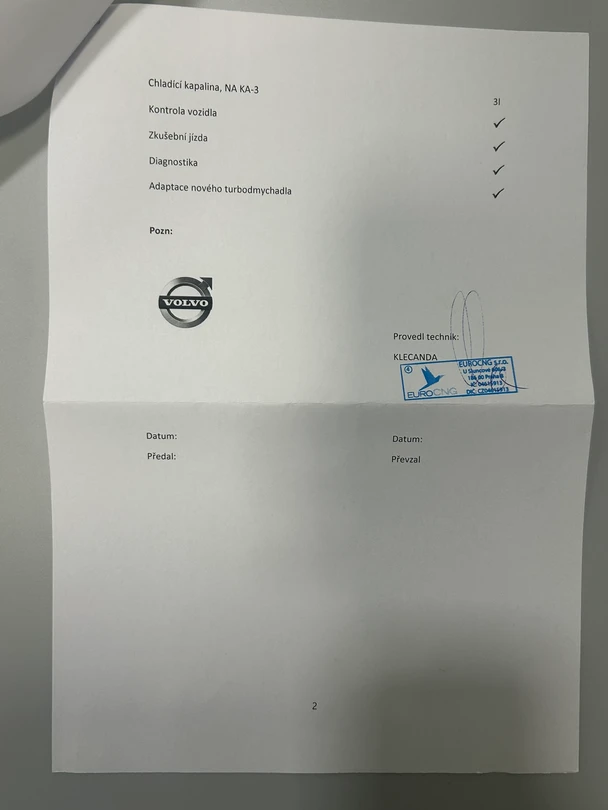 Chladící kapalina, NA KA-3
3l
Kontrola vozidla ✓
Zkušební jízda ✓
Diagnostika ✓
Adaptace nového turbodmychadla ✓
Pozn:
VOLVO
Provedl technik:
KLECANDA
EUROCNG
EUROCNG s.r.o.
Datum:
Datum:
Předal:
Převzal
2